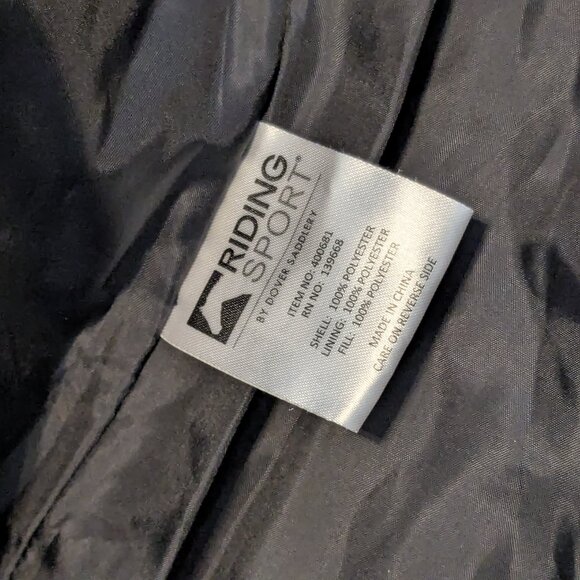 RIDING
SPORT®
BY DOVER SADDLERY
ITEM NO: 400681
RN NO: 139668
SHELL: 100% POLYESTER
LINING: 100% POLYESTER
FILL: 100% POLYESTER
MADE IN CHINA
CARE ON REVERSE SIDE